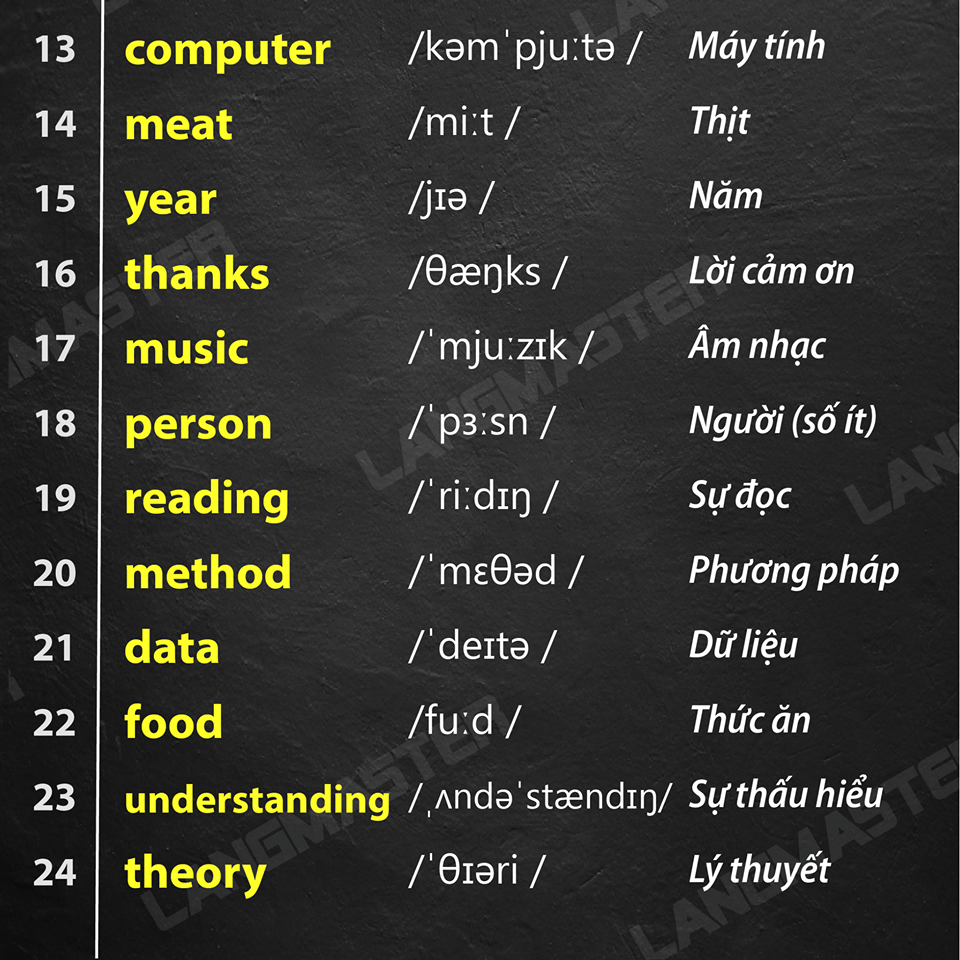 13 computer /kəmˈpjuːtə / Máy tính
14 meat /miːt / Thịt
15 year /jɪə / Năm
16 thanks /θæŋks / Lời cảm ơn
17 music /ˈmjuːzɪk / Âm nhạc
18 person /ˈpɜːsn / Người (số ít)
19 reading /ˈriːdɪŋ / Sự đọc
20 method /ˈmɛθəd / Phương pháp
21 data /ˈdeɪtə / Dữ liệu
22 food /fuːd / Thức ăn
23 understanding /ˌʌndəˈstændɪŋ/ Sự thấu hiểu
24 theory /ˈθɪəri / Lý thuyết
LANGMASTER
LANGMASTER
LANGMASTER